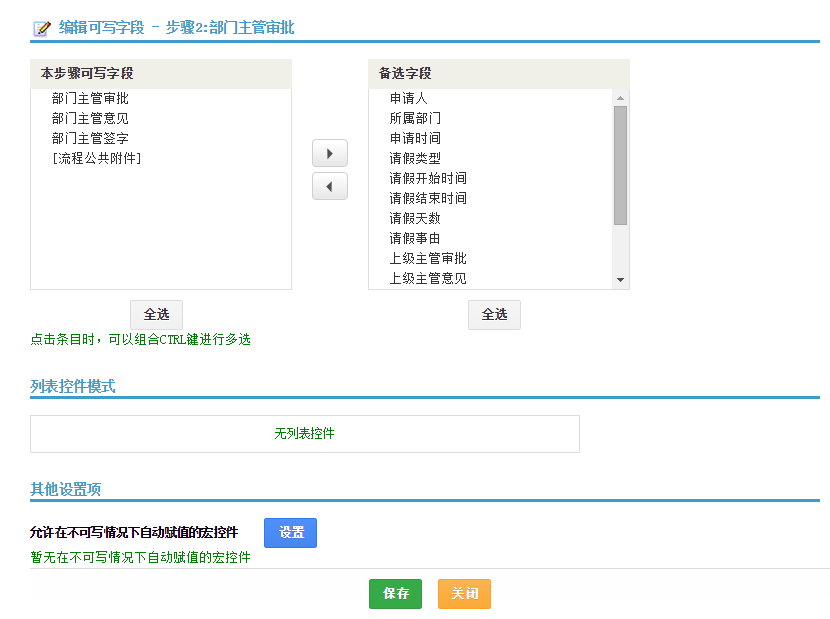 编辑可写字段 - 步骤2:部门主管审批
本步骤可写字段
部门主管审批
部门主管意见
部门主管签字
[流程公共附件]
全选
备选字段
申请人
所属部门
申请时间
请假类型
请假开始时间
请假结束时间
请假天数
请假事由
上级主管审批
上级主管意见
全选
点击条目时，可以组合CTRL键进行多选
列表控件模式
无列表控件
其他设置项
允许在不可写情况下自动赋值的宏控件
设置
暂无在不可写情况下自动赋值的宏控件
保存
关闭